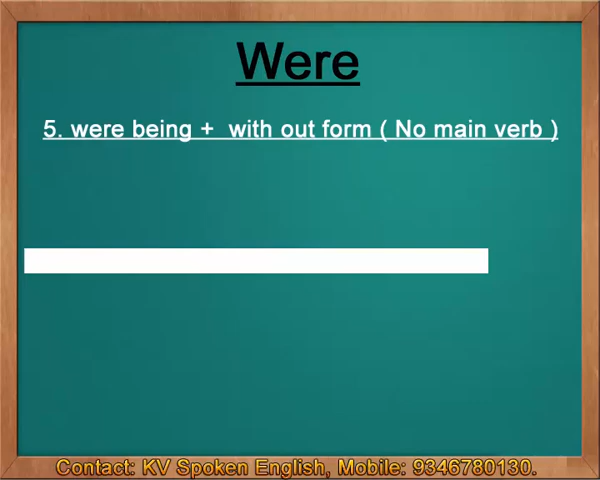 Were
5. were being + with out form ( No main verb )
Contact: KV Spoken English, Mobile: 9346780130.